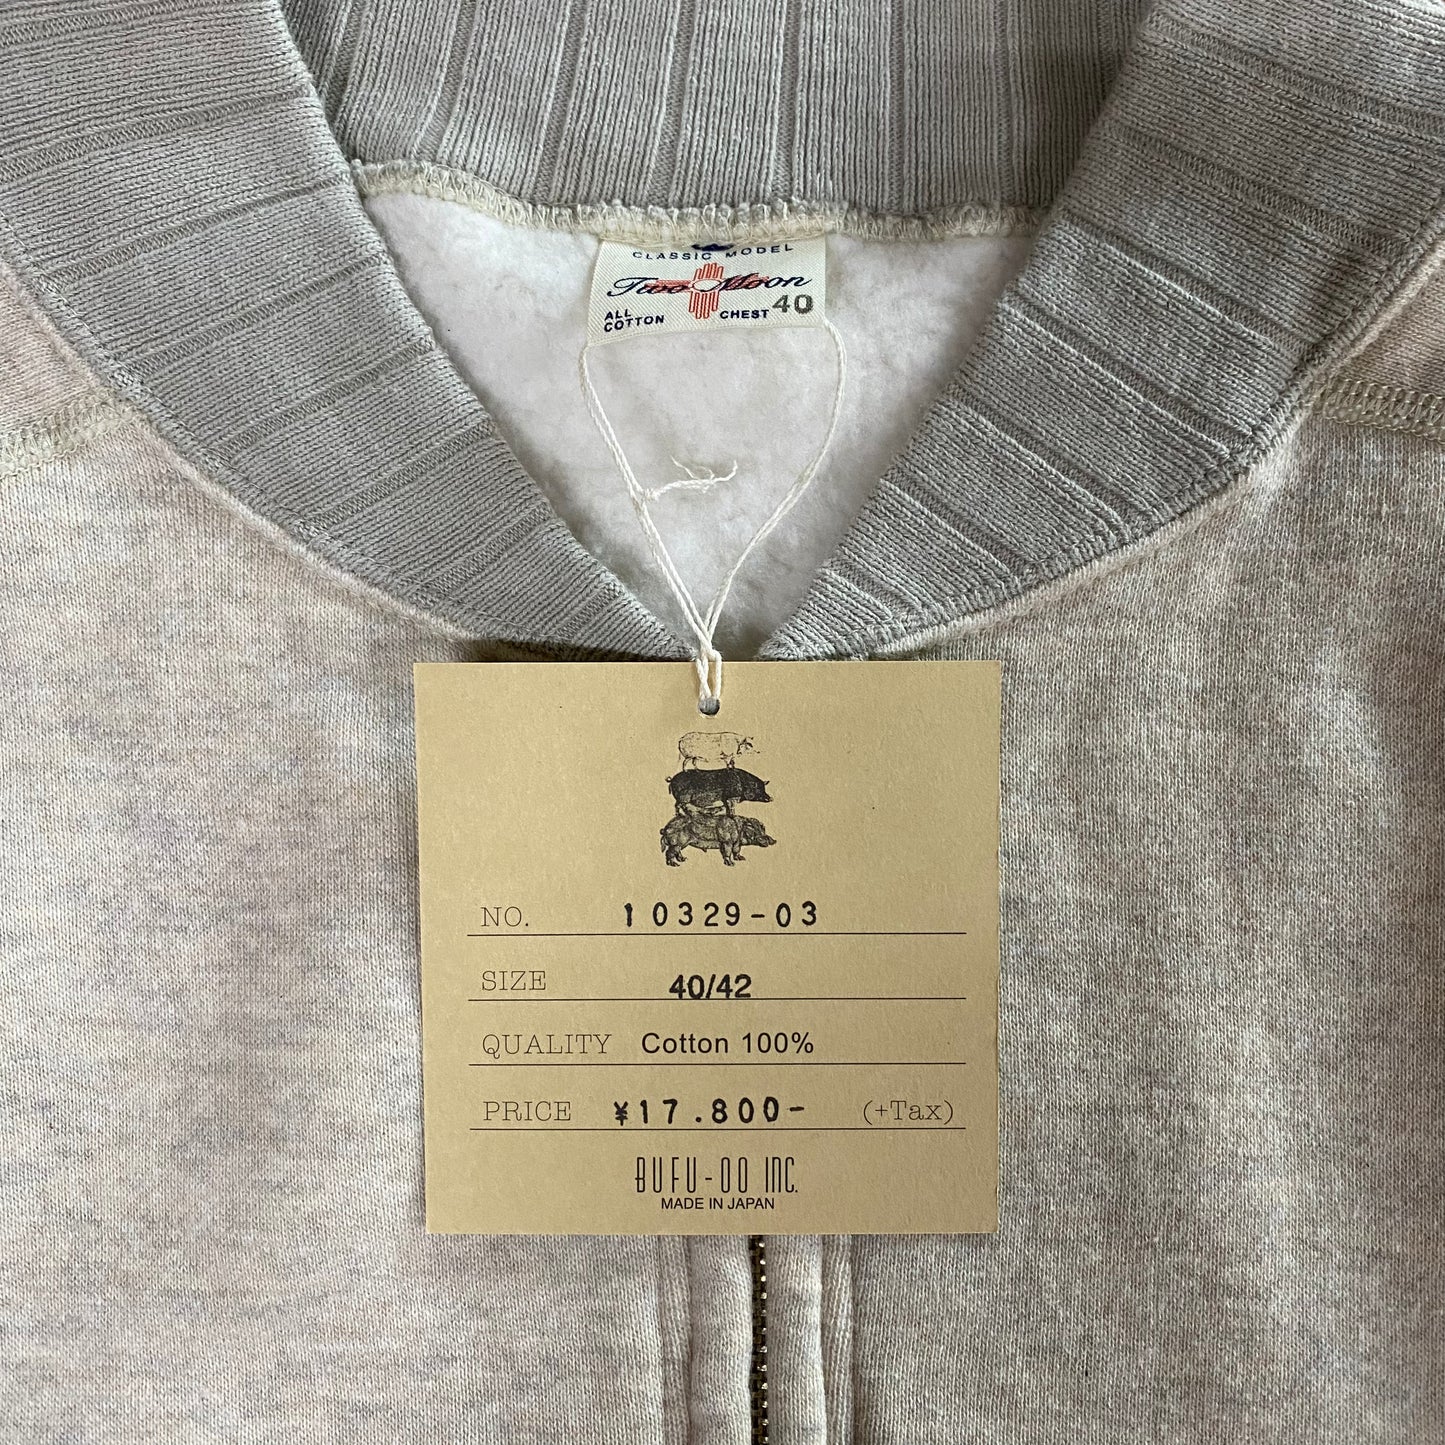 CLASSIC MODEL
Two Moon
ALL COTTON CHEST 40
NO. 10329-03
SIZE 40/42
QUALITY Cotton 100%
PRICE ¥17.800- (+Tax)
BUFU-OO INC.
MADE IN JAPAN